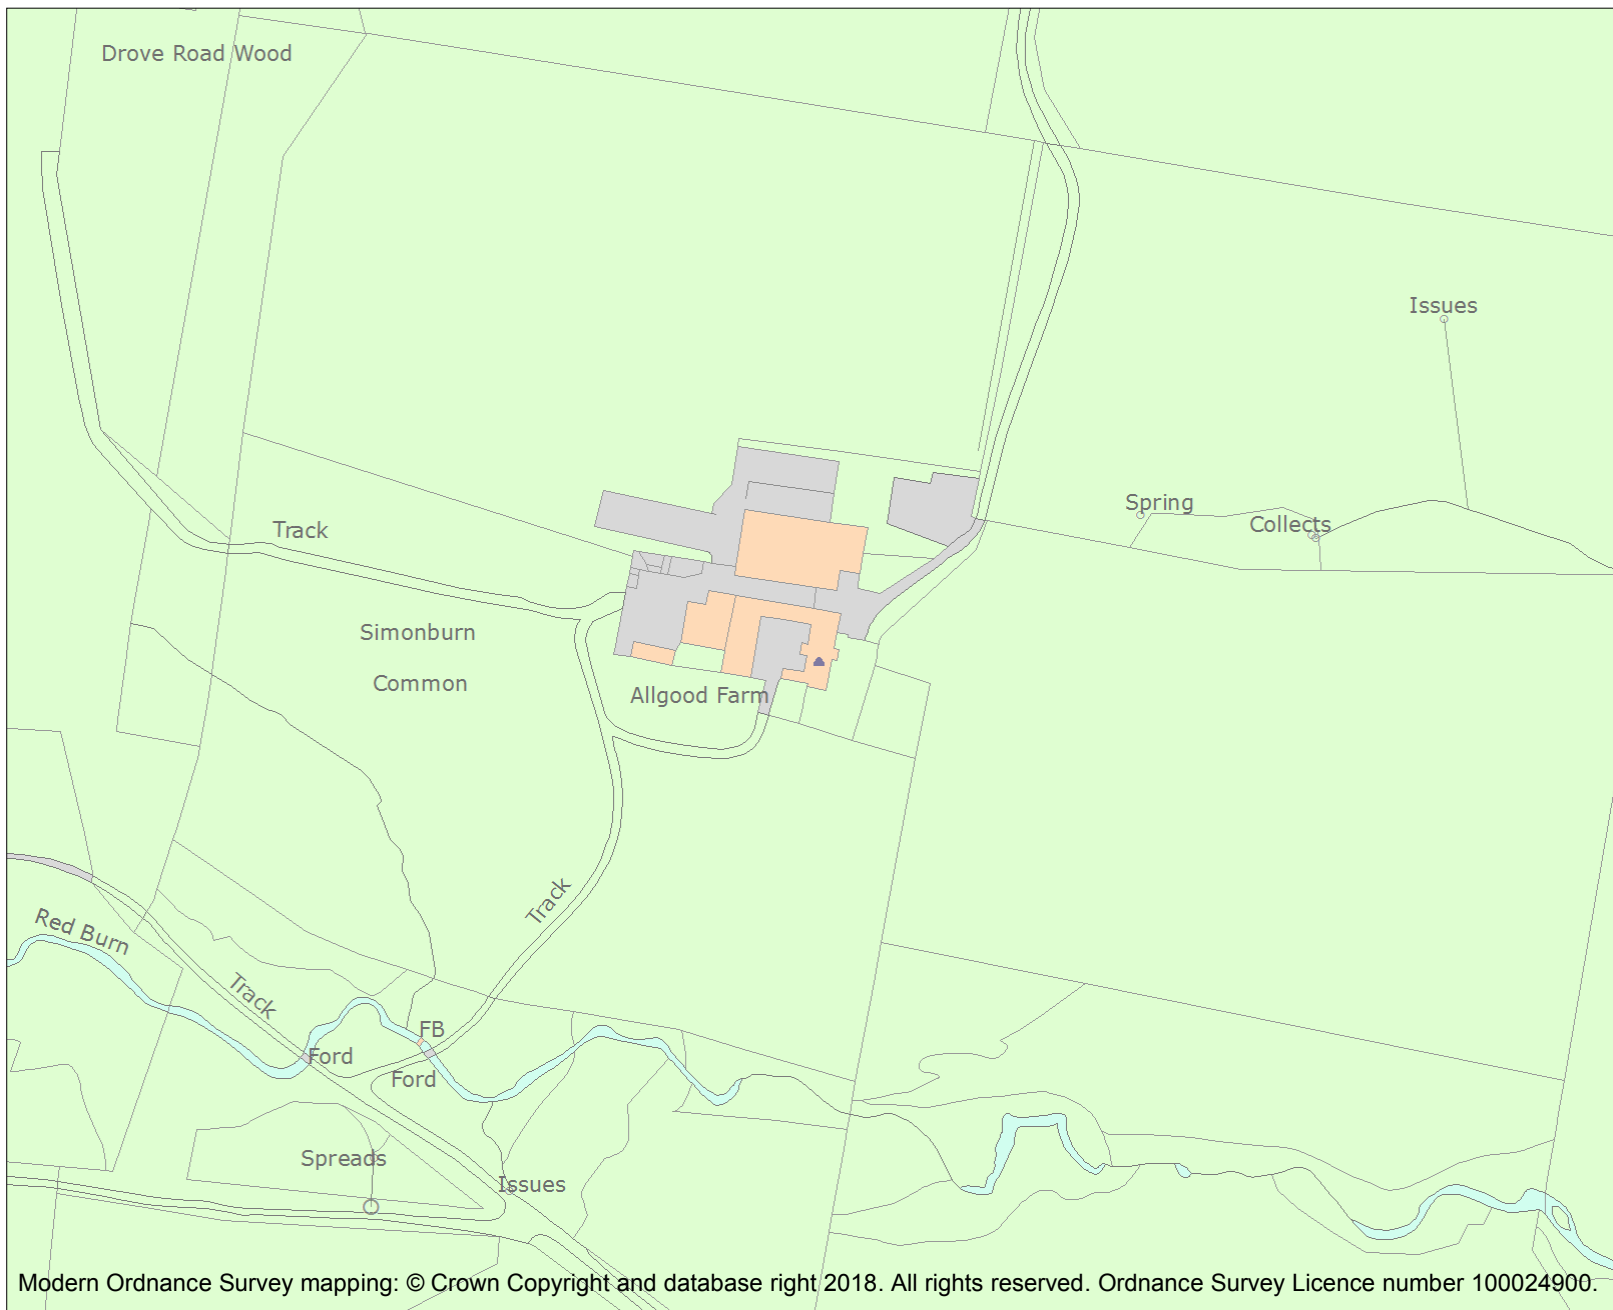 Drove Road Wood
Issues
Spring
Collects
Track
Simonburn
Common
Allgood Farm
Track
Red Burn
Track
FB
Ford
Ford
Spreads
Issues
Modern Ordnance Survey mapping: © Crown Copyright and database right 2018. All rights reserved. Ordnance Survey Licence number 100024900.